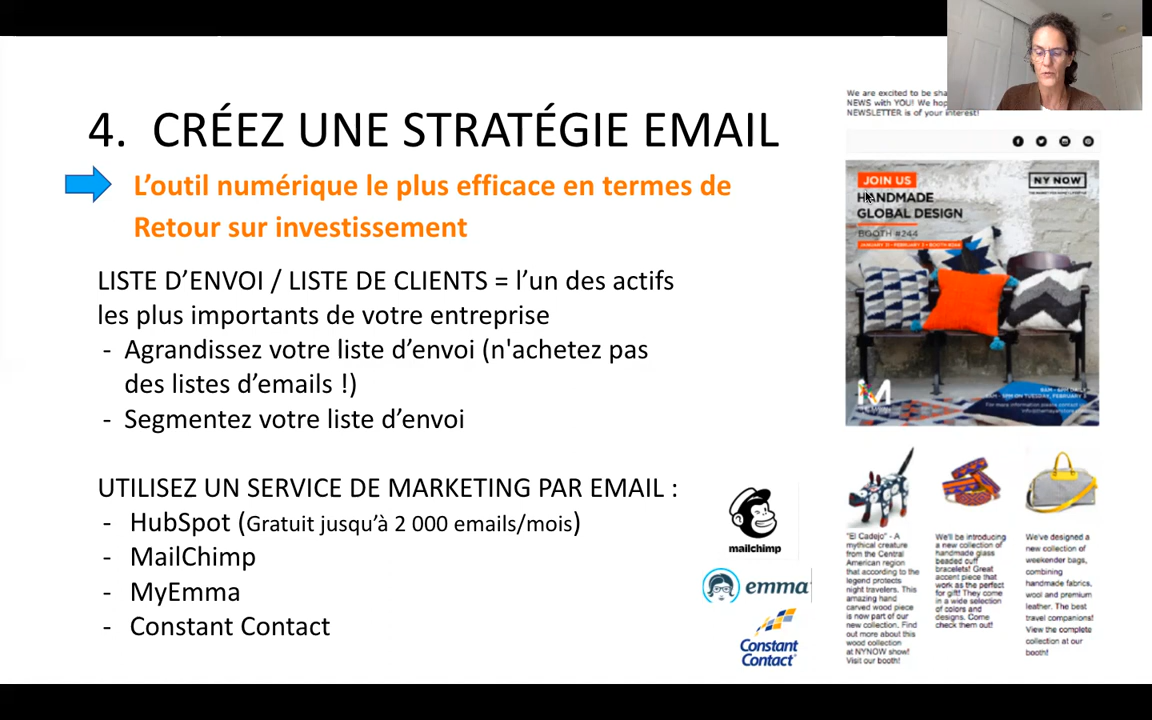 4. CRÉEZ UNE STRATÉGIE EMAIL
L’outil numérique le plus efficace en termes de
Retour sur investissement
LISTE D’ENVOI / LISTE DE CLIENTS = l’un des actifs
les plus importants de votre entreprise
- Agrandissez votre liste d’envoi (n'achetez pas
des listes d’emails !)
- Segmentez votre liste d’envoi
UTILISEZ UN SERVICE DE MARKETING PAR EMAIL :
- HubSpot (Gratuit jusqu’à 2 000 emails/mois)
- MailChimp
- MyEmma
- Constant Contact
mailchimp
emma
Constant
Contact
We are excited to be
NEWS with YOU! We
NEWSLETTER is of your interest!
JOIN US
HANDMADE
GLOBAL DESIGN
BOOTH #244
NY NOW
"El Cadejo" - A
mythical creature
from the Central
American region
that according to the
legend protects
night travelers. This
amazing hand
carved wood piece
is now part of our
new collection. Find
out more about this
wood collection
at NYNOW show!
Visit our booth!
We'll be introducing
a new collection of
handmade glass
beaded cuff
bracelets! Great
accent piece that
work as the perfect
for gift! They come
in a wide selection
of colors and
designs. Come
check them out!
We've designed a
new collection of
weekender bags,
combining
handmade fabrics,
wool and premium
leather. The best
travel companions!
View the complete
collection at our
booth!